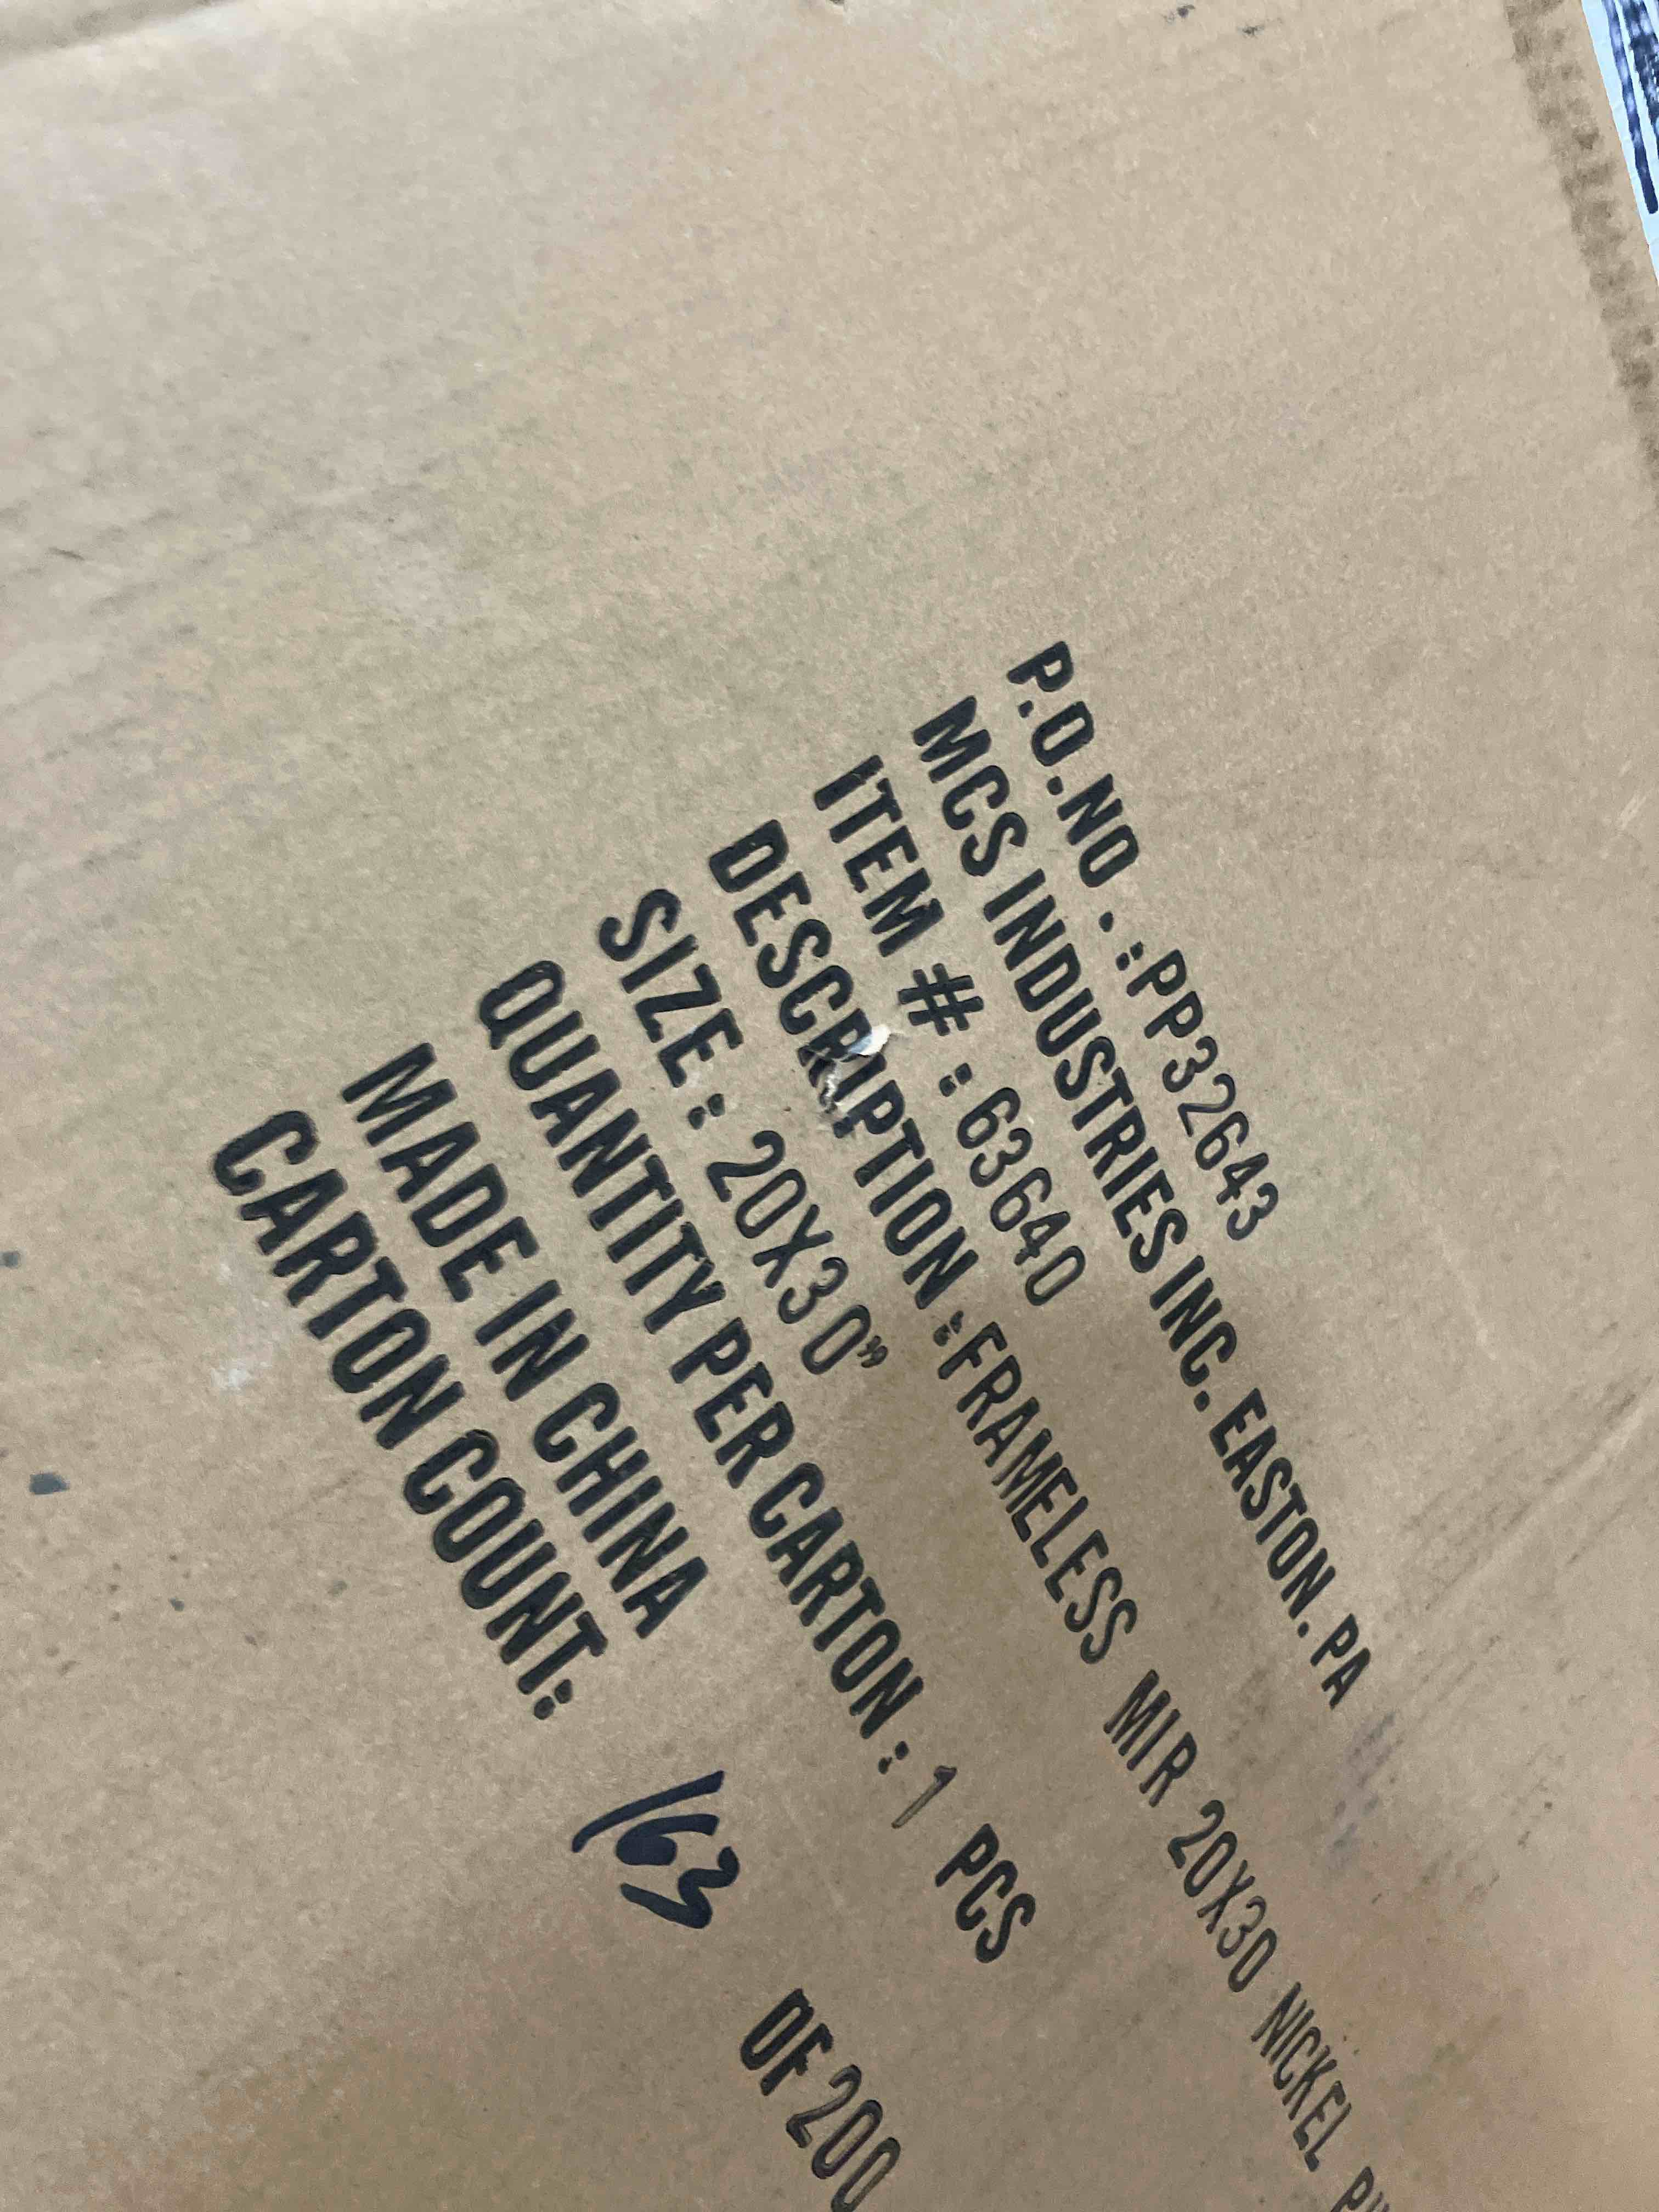 P.O.NO.:PP32643
MCS INDUSTRIES INC. EASTON. PA
ITEM #:63640
DESCRIPTION:FRAMELESS MIR 20X30 NICKEL
SIZE: 20X30"
QUANTITY PER CARTON: 1 PCS
MADE IN CHINA
CARTON COUNT: 163 OF 200